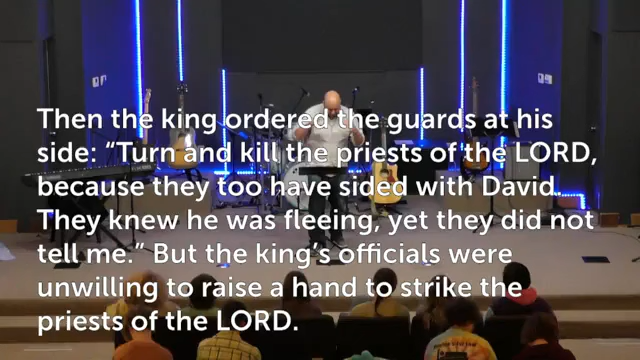 Then the king ordered the guards at his
side: “Turn and kill the priests of the LORD,
because they too have sided with David.
They knew he was fleeing, yet they did not
tell me.” But the king’s officials were
unwilling to raise a hand to strike the
priests of the LORD.